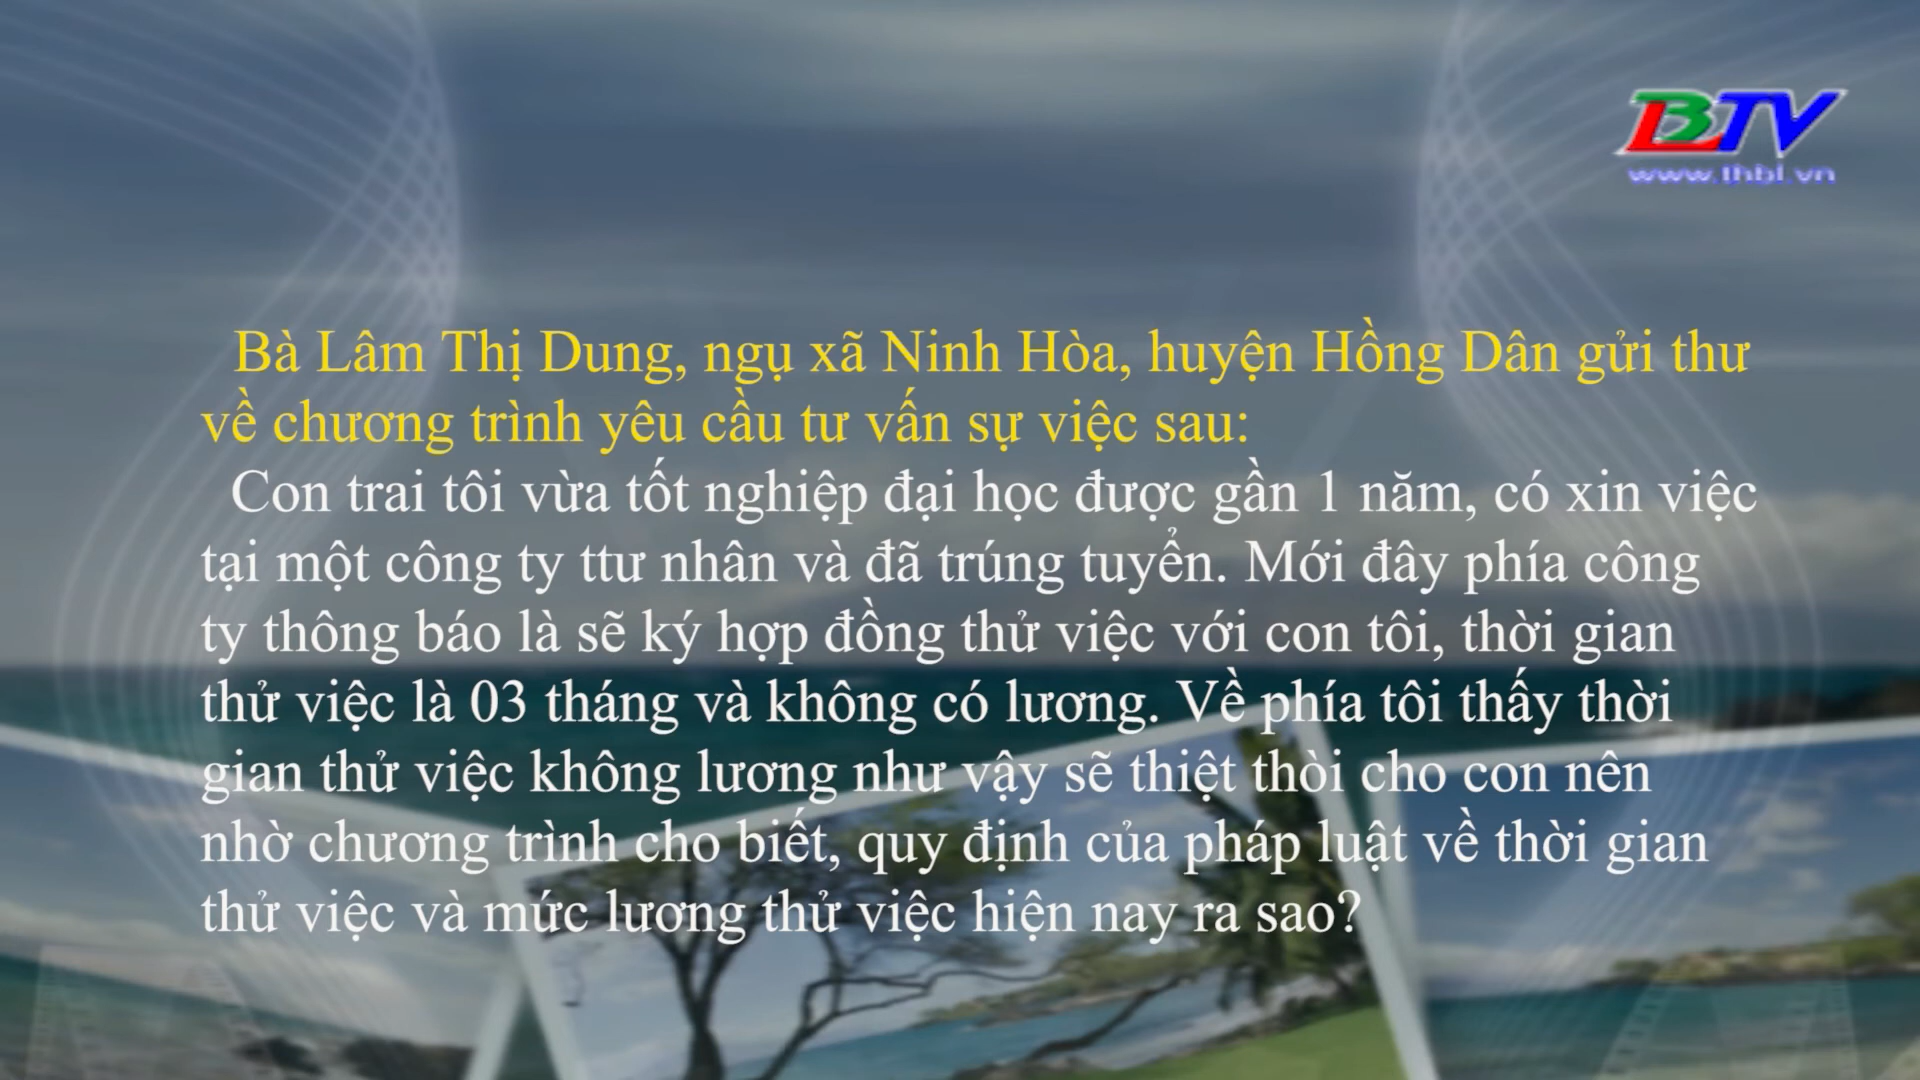 BTV
www.thbl.vn
Bà Lâm Thị Dung, ngụ xã Ninh Hòa, huyện Hồng Dân gửi thư
về chương trình yêu cầu tư vấn sự việc sau:
Con trai tôi vừa tốt nghiệp đại học được gần 1 năm, có xin việc
tại một công ty ttư nhân và đã trúng tuyển. Mới đây phía công
ty thông báo là sẽ ký hợp đồng thử việc với con tôi, thời gian
thử việc là 03 tháng và không có lương. Về phía tôi thấy thời
gian thử việc không lương như vậy sẽ thiệt thòi cho con nên
nhờ chương trình cho biết, quy định của pháp luật về thời gian
thử việc và mức lương thử việc hiện nay ra sao?